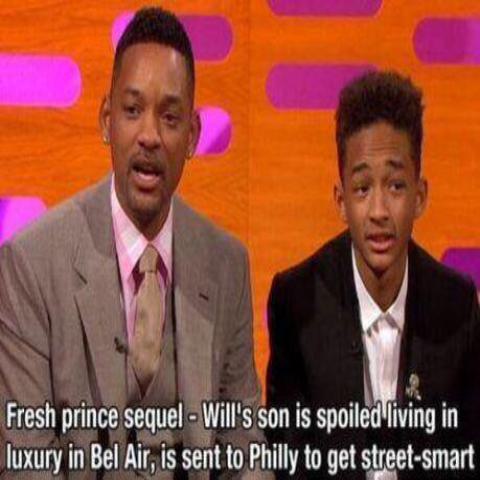 Fresh prince sequel - Will's son is spoiled living in
luxury in Bel Air, is sent to Philly to get street-smart